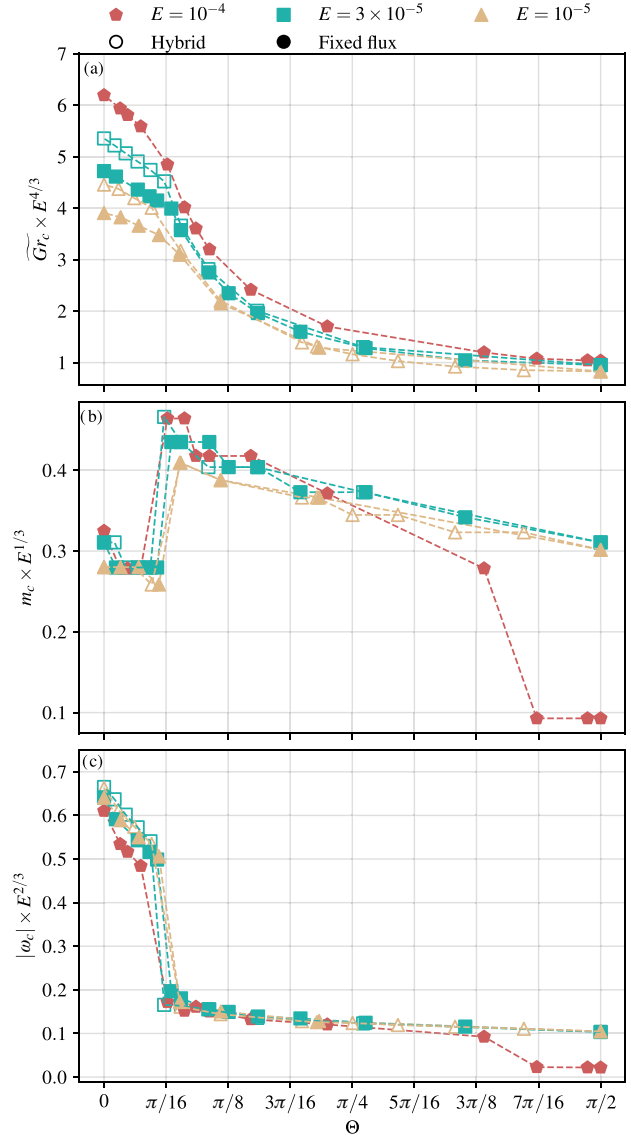 E = 10⁻⁴ E = 3 × 10⁻⁵ E = 10⁻⁵
Hybrid Fixed flux
(a)
7
6
5
4
3
2
1
G̃r_c × E^{4/3}
(b)
0.4
0.3
0.2
0.1
m_c × E^{1/3}
(c)
0.7
0.6
0.5
0.4
0.3
0.2
0.1
0.0
|ω_c| × E^{2/3}
0 π/16 π/8 3π/16 π/4 5π/16 3π/8 7π/16 π/2
Θ